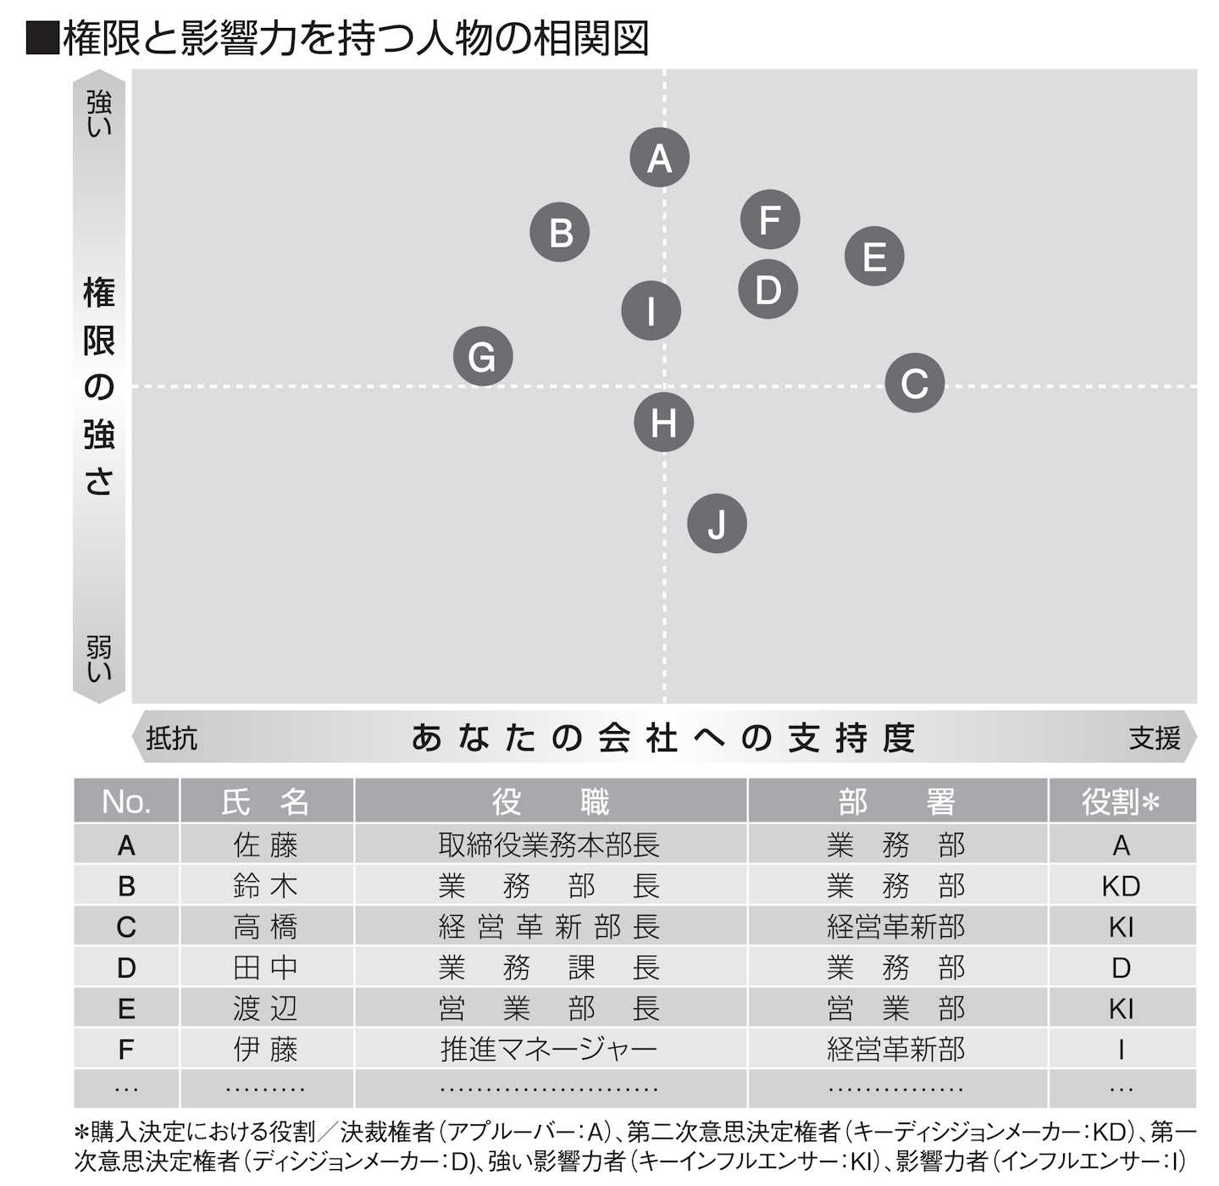 ■権限と影響力を持つ人物の相関図
強い
権限の強さ
弱い
A
B
F
E
D
I
G
C
H
J
抵抗 あなたの会社への支持度 支援
No. 氏名 役職 部署 役割＊
A 佐藤 取締役業務本部長 業務部 A
B 鈴木 業務部長 業務部 KD
C 高橋 経営革新部長 経営革新部 KI
D 田中 業務課長 業務部 D
E 渡辺 営業部長 営業部 KI
F 伊藤 推進マネージャー 経営革新部 I
… ……… …………………… …………… …
＊購入決定における役割／決裁権者（アプルーバー：A）、第二次意思決定権者（キーディシジョンメーカー：KD）、第一
次意思決定権者（ディシジョンメーカー：D)、強い影響力者（キーインフルエンサー：KI）、影響力者（インフルエンサー：I）